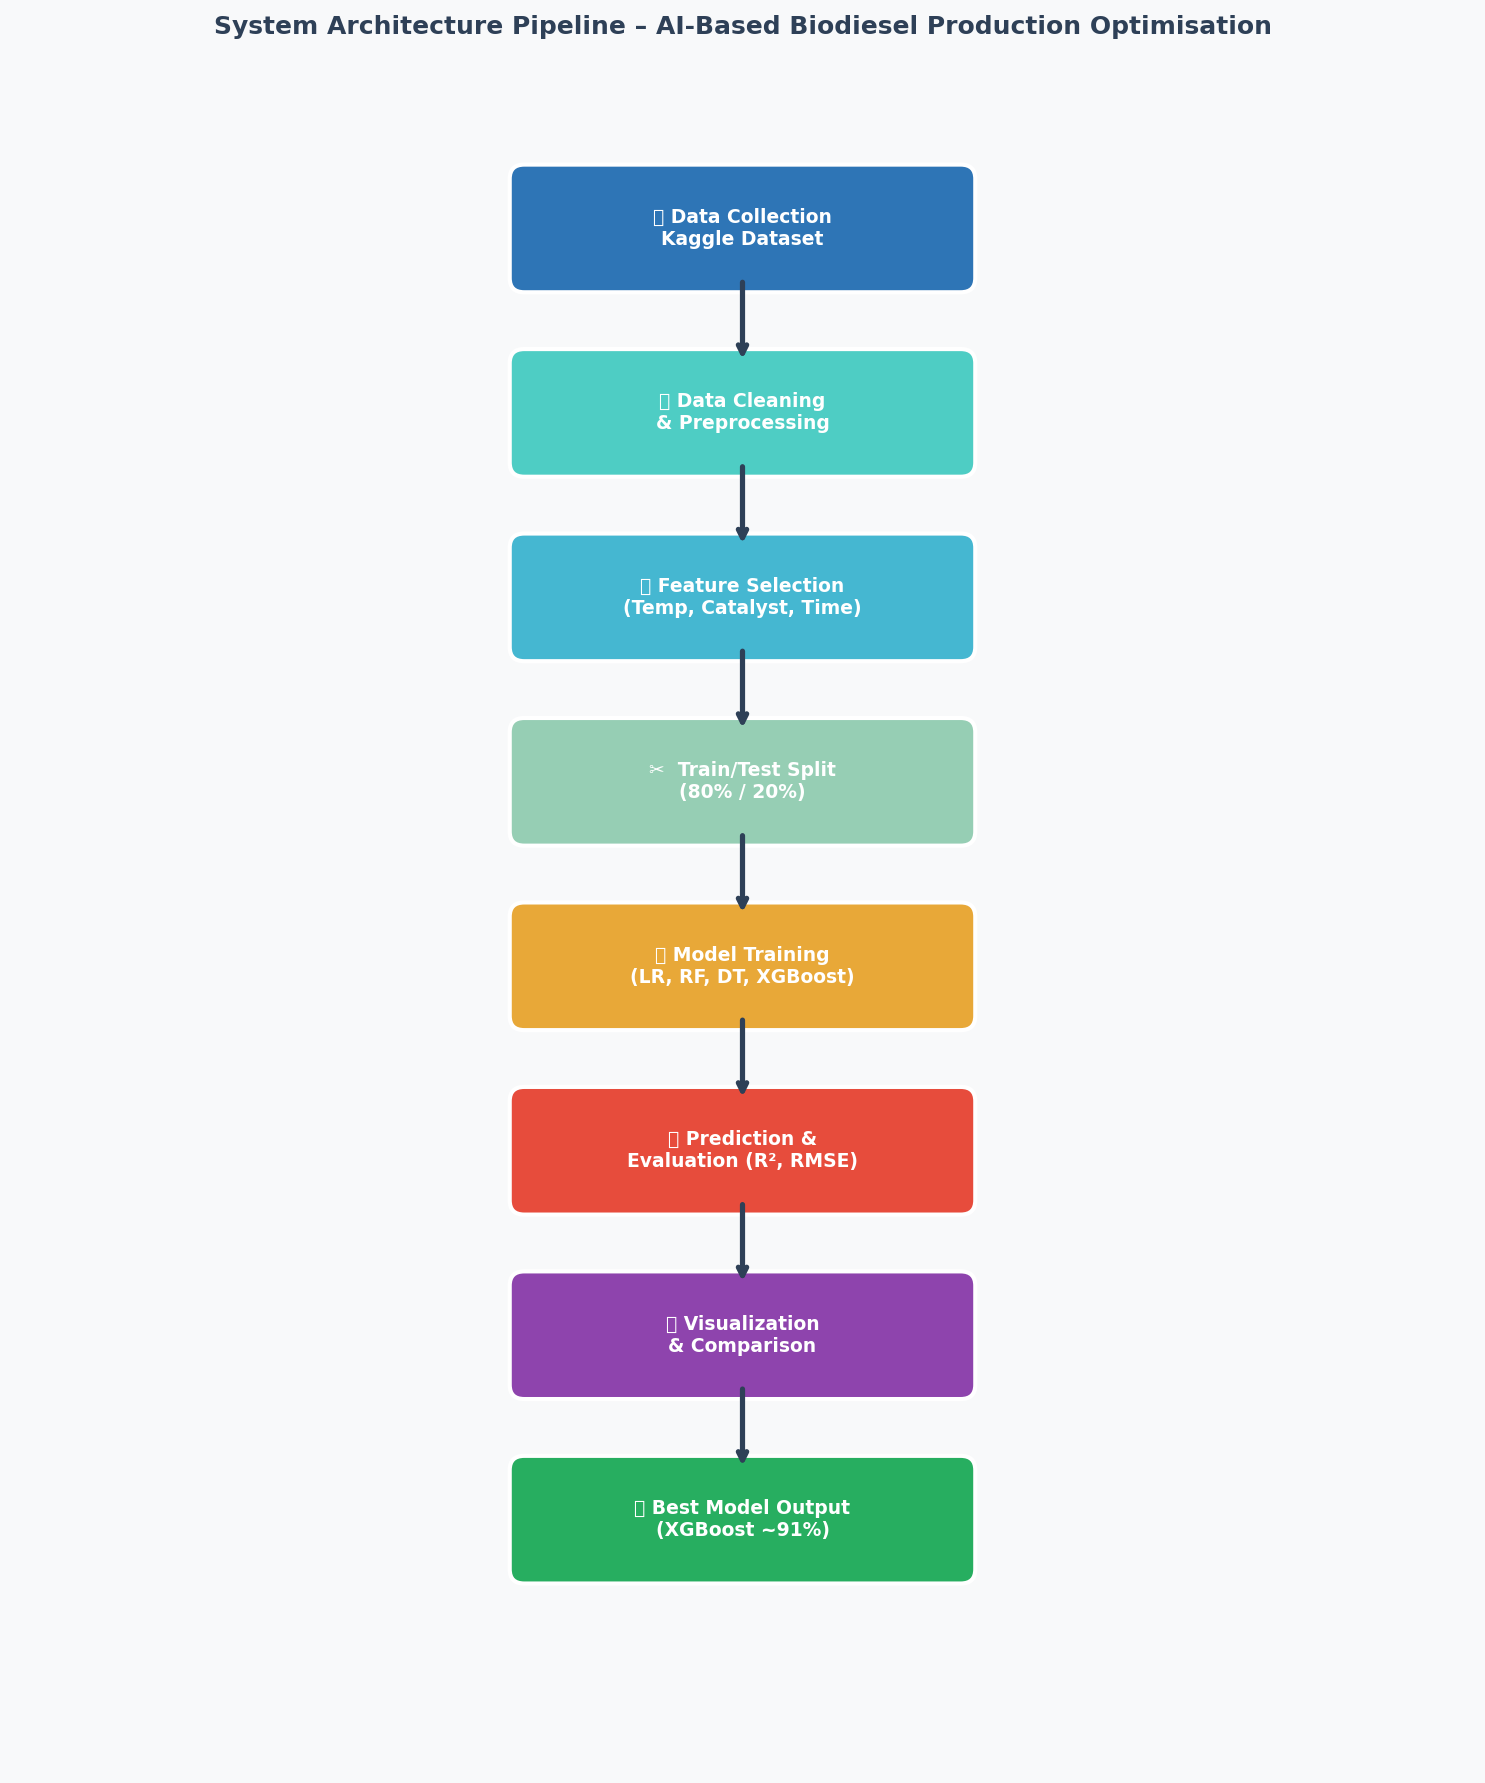 System Architecture Pipeline – AI-Based Biodiesel Production Optimisation
Data Collection
Kaggle Dataset
Data Cleaning
& Preprocessing
Feature Selection
(Temp, Catalyst, Time)
✂ Train/Test Split
(80% / 20%)
Model Training
(LR, RF, DT, XGBoost)
Prediction &
Evaluation (R², RMSE)
Visualization
& Comparison
Best Model Output
(XGBoost ~91%)